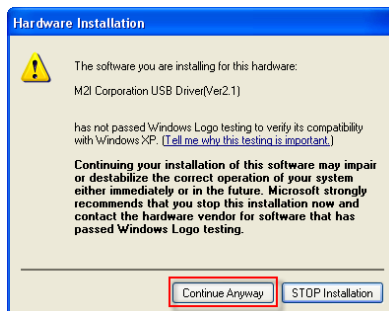 Hardware Installation
The software you are installing for this hardware:
M2I Corporation USB Driver(Ver2.1)
has not passed Windows Logo testing to verify its compatibility
with Windows XP. (Tell me why this testing is important.)
Continuing your installation of this software may impair
or destabilize the correct operation of your system
either immediately or in the future. Microsoft strongly
recommends that you stop this installation now and
contact the hardware vendor for software that has
passed Windows Logo testing.
Continue Anyway STOP Installation